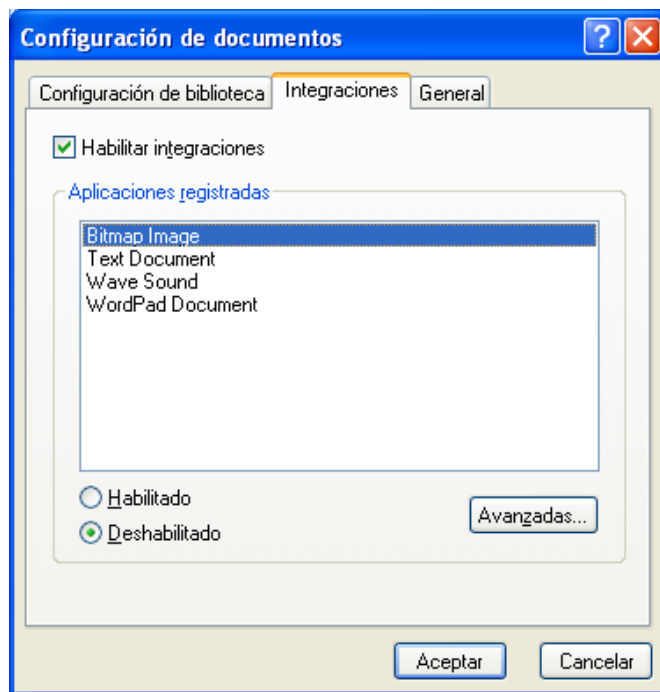 Configuración de documentos
Configuración de biblioteca Integraciones General
Habilitar integraciones
Aplicaciones registradas
Bitmap Image
Text Document
Wave Sound
WordPad Document
Habilitado
Deshabilitado
Avanzadas...
Aceptar Cancelar